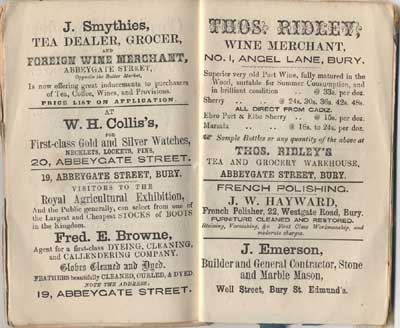 J. Smythies,
TEA DEALER, GROCER,
AND
FOREIGN WINE MERCHANT,
ABBEYGATE STREET,
Opposite the Butter Market,
Is now offering great inducements to purchasers
of Tea, Coffee, Wines, and Provisions.
PRICE LIST ON APPLICATION.
AT
W. H. Collis's,
FOR
First-class Gold and Silver Watches,
NECKLETS, LOCKETS, PINS,
20, ABBEYGATE STREET.
19, ABBEYGATE STREET, BURY.
VISITORS TO THE
Royal Agricultural Exhibition,
And the Public generally, can select from one of
the Largest and Cheapest STOCKS of BOOTS
in the Kingdom.
Fred. E. Browne,
Agent for a first-class DYEING, CLEANING,
and CALLENDERING COMPANY.
Gloves Cleaned and Dyed.
FEATHERS beautifully CLEANED, CURLED, & DYED.
NOTE THE ADDRESS:
19, ABBEYGATE STREET.
THOS. RIDLEY
WINE MERCHANT,
NO. 1, ANGEL LANE, BURY.
Superior very old Port Wine, fully matured in the
Wood, suitable for Summer Consumption, and
in brilliant condition .. @ 33s. per doz.
Sherry .. .. @ 24s. 30s. 36s. 42s. 48s.
ALL DIRECT FROM CADIZ.
Ebro Port & Ebro Sherry .. @ 15s. per doz.
Marsala .. .. @ 18s. to 24s. per doz.
Sample Bottles or any quantity of the above at
THOS. RIDLEY'S
TEA AND GROCERY WAREHOUSE,
ABBEYGATE STREET, BURY.
FRENCH POLISHING.
J. W. HAYWARD,
French Polisher, 22, Westgate Road, Bury.
FURNITURE CLEANED AND RESTORED.
Staining, Varnishing, &c. First Class Workmanship, and
moderate charges.
J. Emerson,
Builder and General Contractor, Stone
and Marble Mason,
Well Street, Bury St. Edmund's.